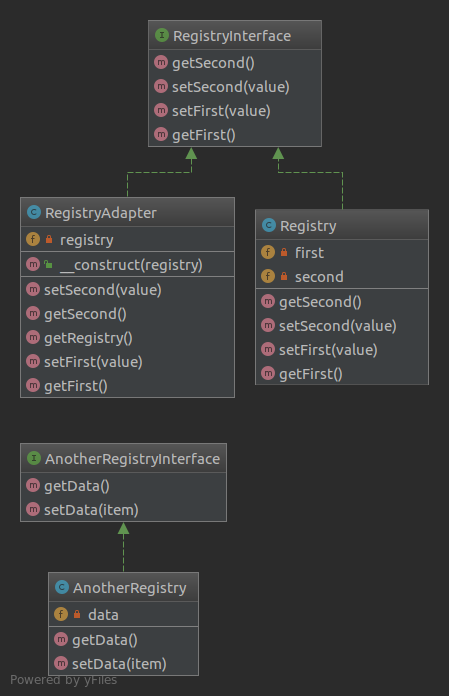 I RegistryInterface
m getSecond()
m setSecond(value)
m setFirst(value)
m getFirst()
C RegistryAdapter
f registry
m __construct(registry)
m setSecond(value)
m getSecond()
m getRegistry()
m setFirst(value)
m getFirst()
C Registry
f first
f second
m getSecond()
m setSecond(value)
m setFirst(value)
m getFirst()
I AnotherRegistryInterface
m getData()
m setData(item)
C AnotherRegistry
f data
m getData()
m setData(item)
Powered by yFiles